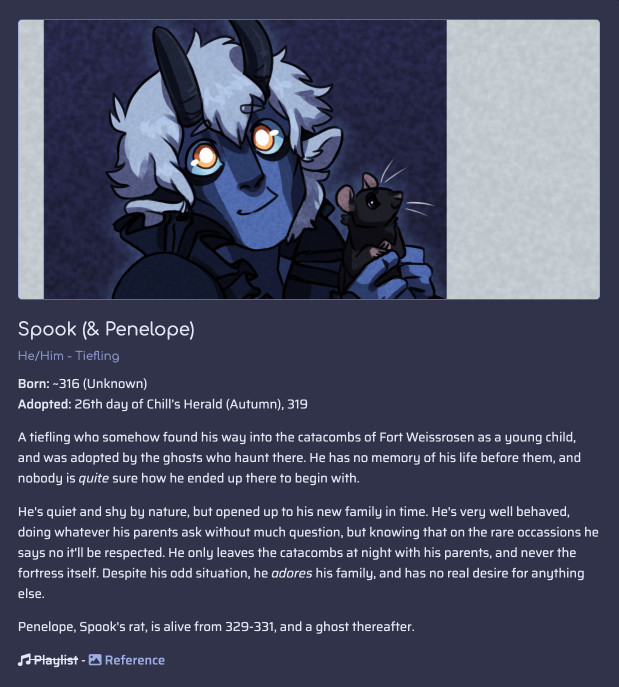 Spook (& Penelope)
He/Him - Tiefling
Born: ~316 (Unknown)
Adopted: 26th day of Chill's Herald (Autumn), 319
A tiefling who somehow found his way into the catacombs of Fort Weissrosen as a young child,
and was adopted by the ghosts who haunt there. He has no memory of his life before them, and
nobody is quite sure how he ended up there to begin with.
He's quiet and shy by nature, but opened up to his new family in time. He's very well behaved,
doing whatever his parents ask without much question, but knowing that on the rare occassions he
says no it'll be respected. He only leaves the catacombs at night with his parents, and never the
fortress itself. Despite his odd situation, he adores his family, and has no real desire for anything
else.
Penelope, Spook's rat, is alive from 329-331, and a ghost thereafter.
Playlist - Reference